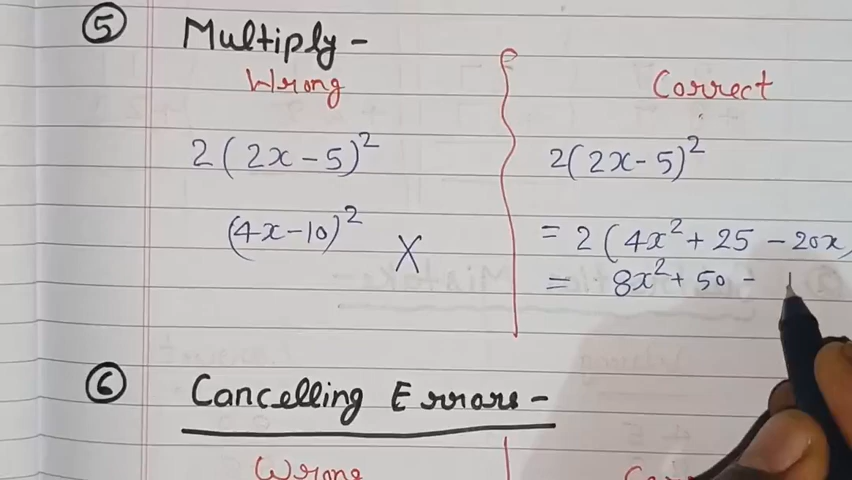 ⑤ Multiply -
Wrong
Correct
2(2x - 5)²
(4x - 10)² X
2(2x - 5)²
= 2(4x² + 25 - 20x)
= 8x² + 50 -
⑥ Cancelling Errors -
Wrong